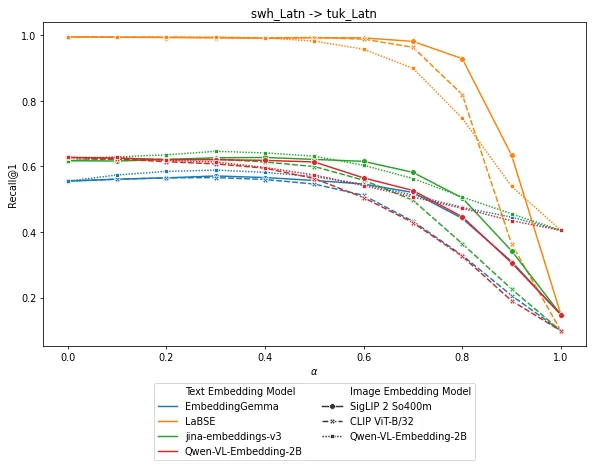 swh_Latn -> tuk_Latn
Recall@1
1.0
0.8
0.6
0.4
0.2
0.0 0.2 0.4 0.6 0.8 1.0
α
Text Embedding Model Image Embedding Model
EmbeddingGemma SigLIP 2 So400m
LaBSE CLIP ViT-B/32
jina-embeddings-v3 Qwen-VL-Embedding-2B
Qwen-VL-Embedding-2B